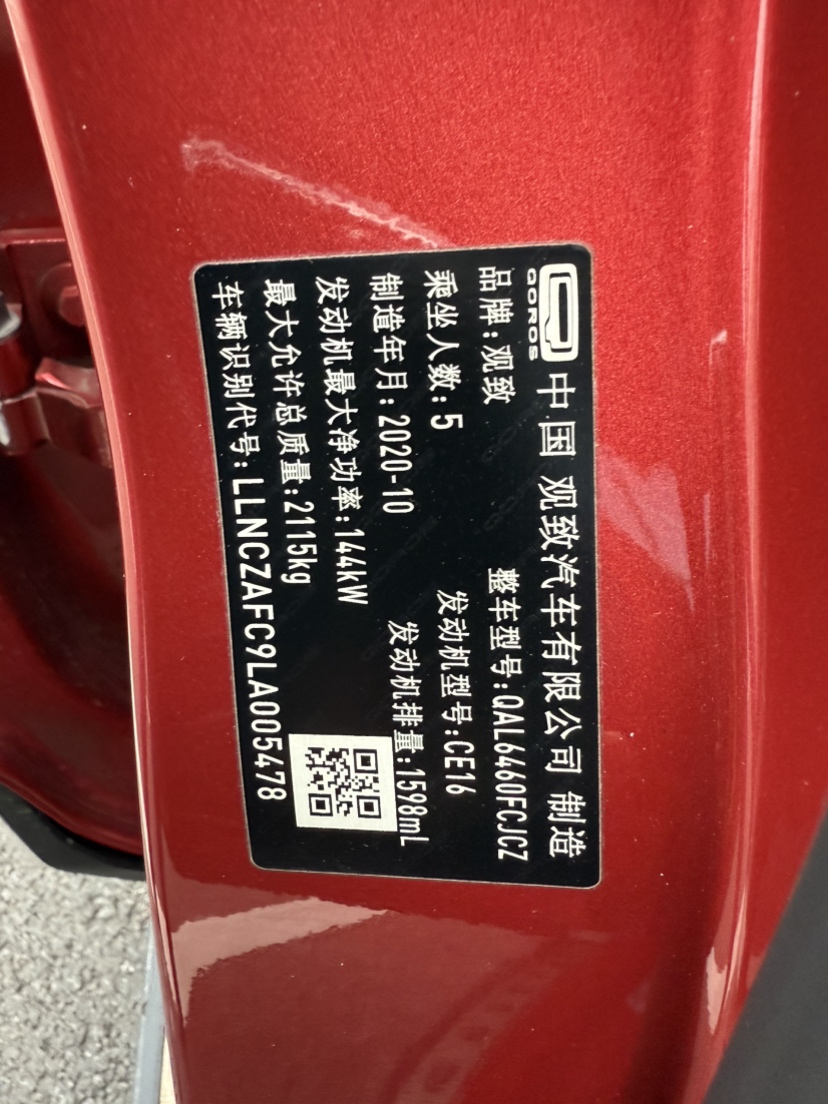 QOROS 中国 观致汽车有限公司 制造
品牌:观致 整车型号:QAL6460FCJCZ
乘坐人数:5 发动机型号:CE16
制造年月:2020-10 发动机排量:1598mL
发动机最大净功率:144kW
最大允许总质量:2115kg
车辆识别代号:LLNCZAFC9LA005478